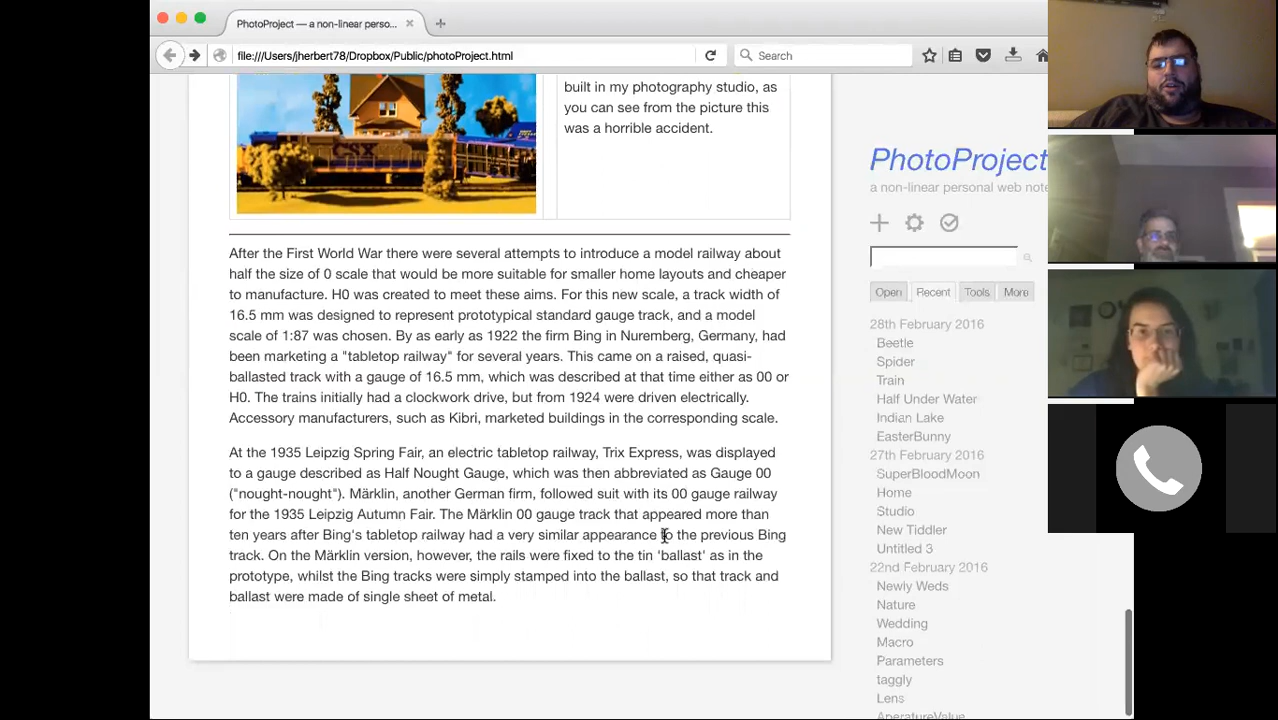 PhotoProject — a non-linear perso...
file:///Users/jherbert78/Dropbox/Public/photoProject.html
Search
built in my photography studio, as
you can see from the picture this
was a horrible accident.
CSX
After the First World War there were several attempts to introduce a model railway about
half the size of 0 scale that would be more suitable for smaller home layouts and cheaper
to manufacture. H0 was created to meet these aims. For this new scale, a track width of
16.5 mm was designed to represent prototypical standard gauge track, and a model
scale of 1:87 was chosen. By as early as 1922 the firm Bing in Nuremberg, Germany, had
been marketing a "tabletop railway" for several years. This came on a raised, quasi-
ballasted track with a gauge of 16.5 mm, which was described at that time either as 00 or
H0. The trains initially had a clockwork drive, but from 1924 were driven electrically.
Accessory manufacturers, such as Kibri, marketed buildings in the corresponding scale.
At the 1935 Leipzig Spring Fair, an electric tabletop railway, Trix Express, was displayed
to a gauge described as Half Nought Gauge, which was then abbreviated as Gauge 00
("nought-nought"). Märklin, another German firm, followed suit with its 00 gauge railway
for the 1935 Leipzig Autumn Fair. The Märklin 00 gauge track that appeared more than
ten years after Bing's tabletop railway had a very similar appearance to the previous Bing
track. On the Märklin version, however, the rails were fixed to the tin 'ballast' as in the
prototype, whilst the Bing tracks were simply stamped into the ballast, so that track and
ballast were made of single sheet of metal.
PhotoProject
a non-linear personal web note
Open Recent Tools More
28th February 2016
Beetle
Spider
Train
Half Under Water
Indian Lake
EasterBunny
27th February 2016
SuperBloodMoon
Home
Studio
New Tiddler
Untitled 3
22nd February 2016
Newly Weds
Nature
Wedding
Macro
Parameters
taggly
Lens
AperatureValue